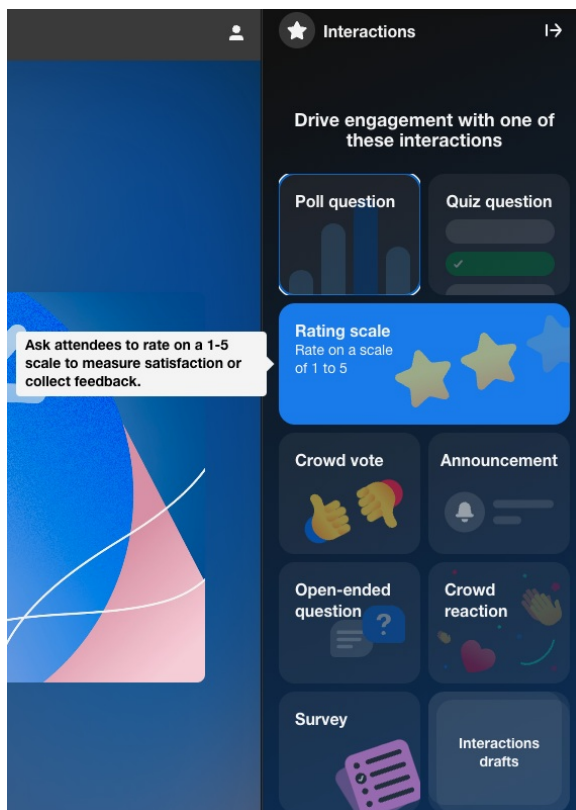 Interactions
Drive engagement with one of
these interactions
Poll question
Quiz question
Ask attendees to rate on a 1-5
scale to measure satisfaction or
collect feedback.
Rating scale
Rate on a scale
of 1 to 5
Crowd vote
Announcement
Open-ended
question
?
Crowd
reaction
Survey
Interactions
drafts